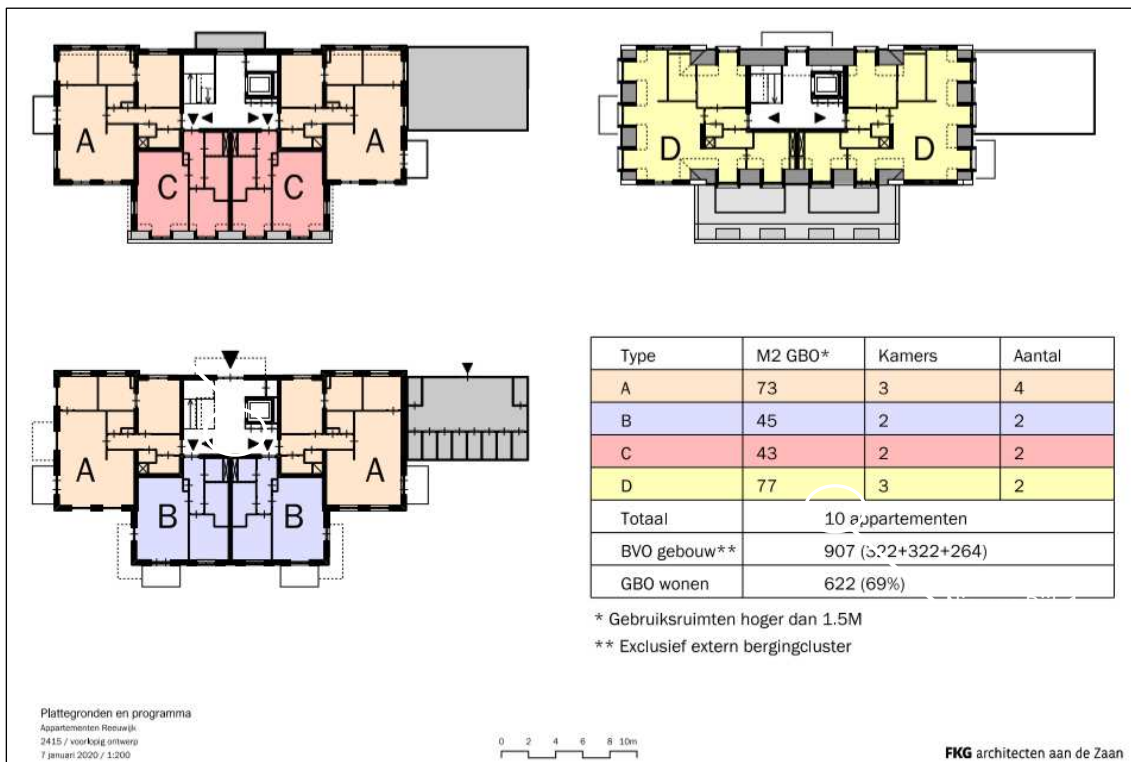 A
C
C
A
D
D
A
B
B
A
Type M2 GBO* Kamers Aantal
A 73 3 4
B 45 2 2
C 43 2 2
D 77 3 2
Totaal 10 appartementen
BVO gebouw** 907 (322+322+264)
GBO wonen 622 (69%)
* Gebruiksruimten hoger dan 1.5M
** Exclusief extern bergingcluster
Plattegronden en programma
Appartementen Reeuwijk
2415 / voorlopig ontwerp
7 januari 2020 / 1:200
0 2 4 6 8 10m
FKG architecten aan de Zaan